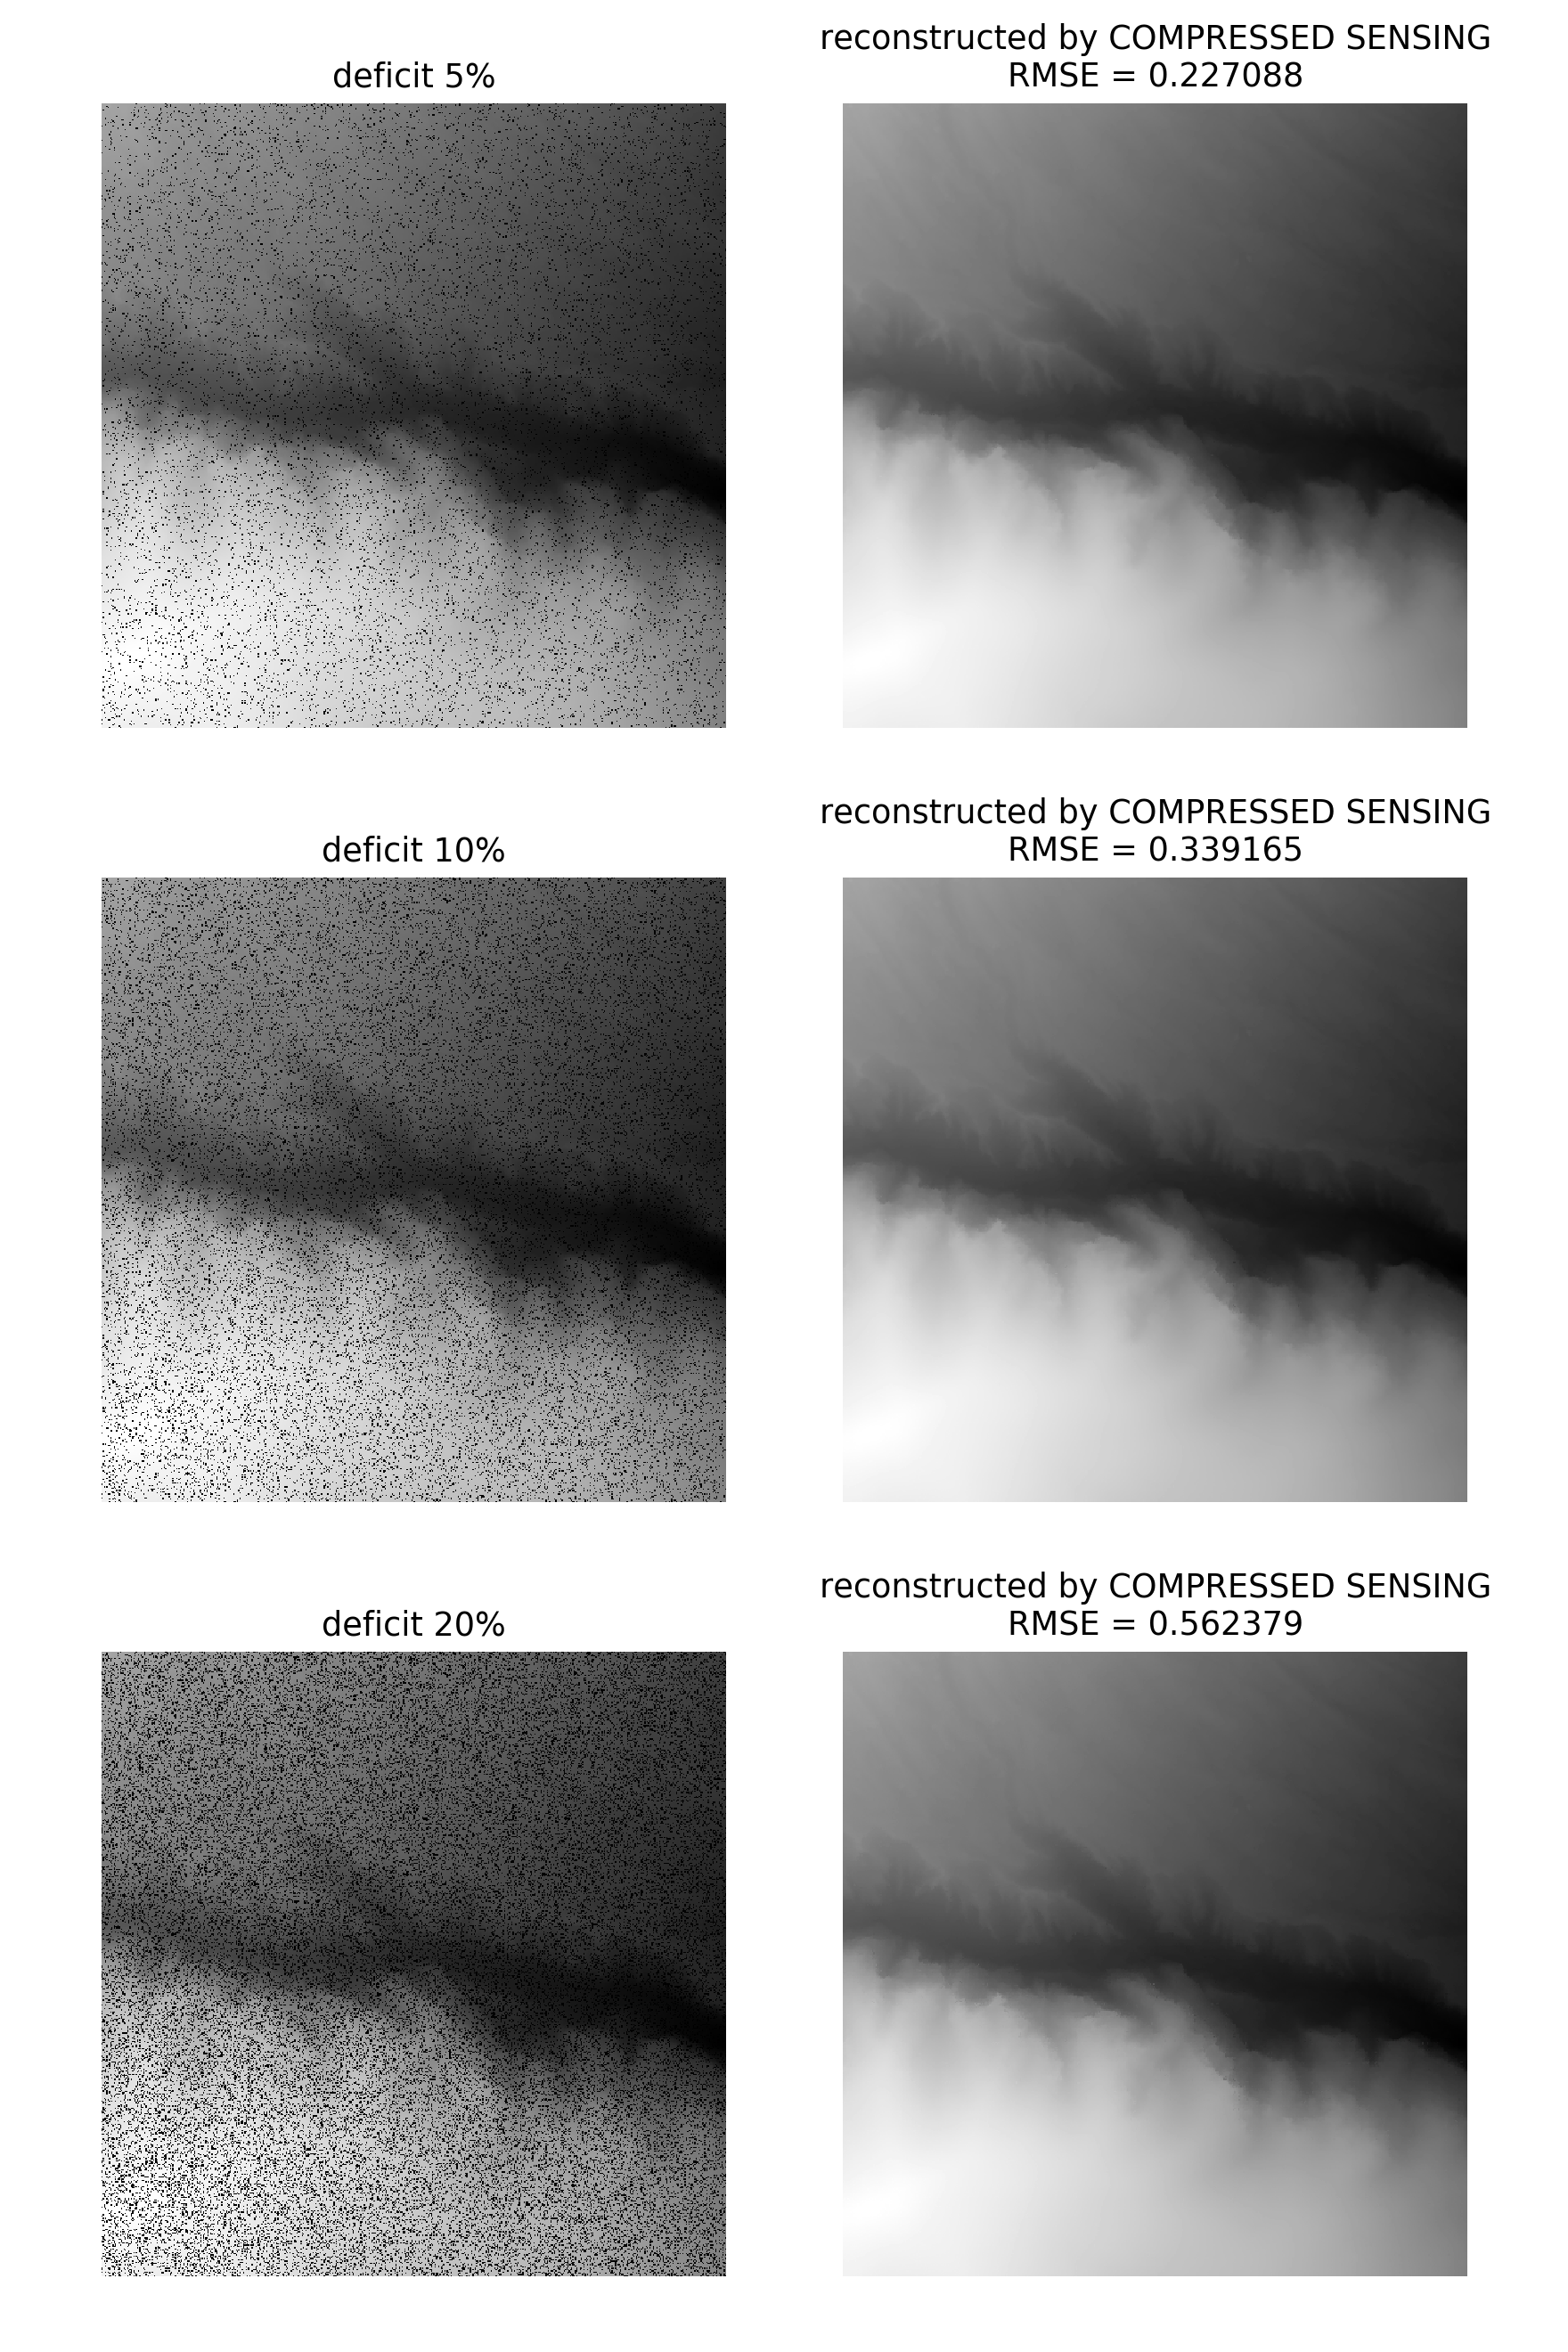 deficit 5%
reconstructed by COMPRESSED SENSING
RMSE = 0.227088
deficit 10%
reconstructed by COMPRESSED SENSING
RMSE = 0.339165
deficit 20%
reconstructed by COMPRESSED SENSING
RMSE = 0.562379